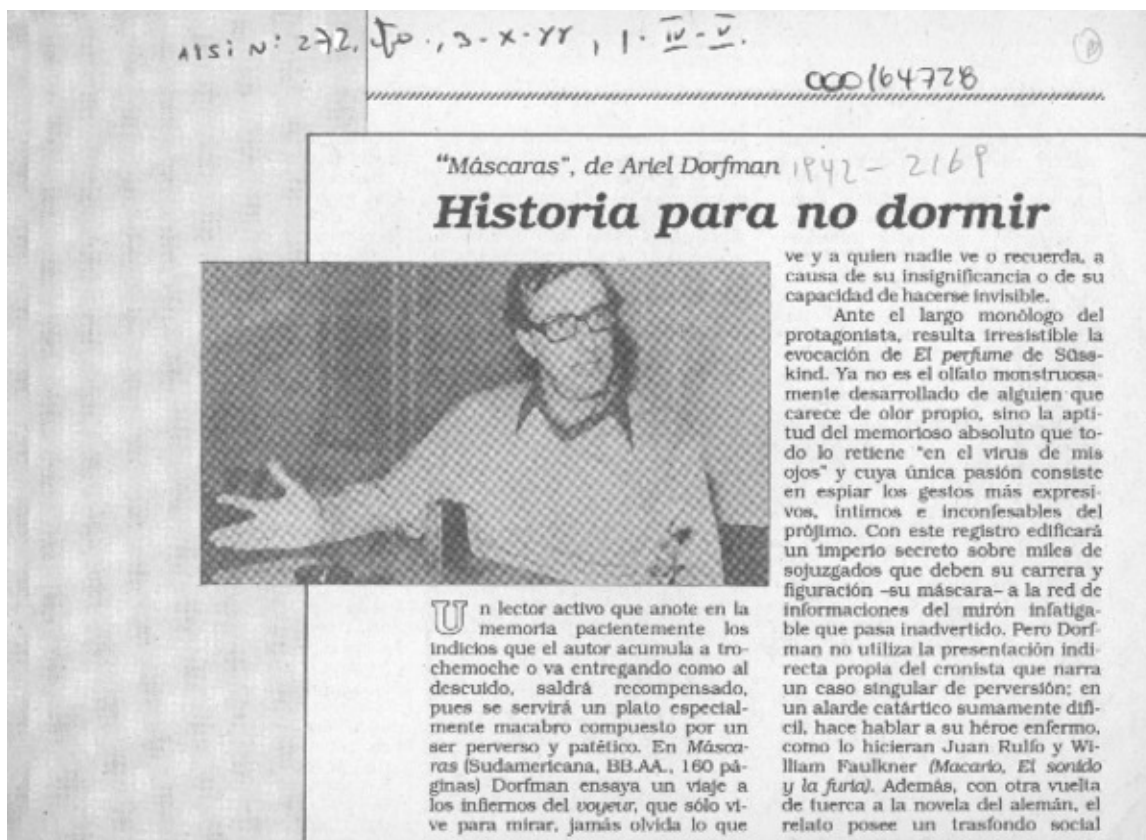 AISI N: 272, Sto., 3-X-88, p. IV-V.
000164728
"Máscaras", de Ariel Dorfman 1942 - 2169
Historia para no dormir
Un lector activo que anote en la
memoria pacientemente los
indicios que el autor acumula a tro-
chemoche o va entregando como al
descuido, saldrá recompensado,
pues se servirá un plato especial-
mente macabro compuesto por un
ser perverso y patético. En Másca-
ras (Sudamericana, BB.AA., 160 pá-
ginas) Dorfman ensaya un viaje a
los infiernos del voyeur, que sólo vi-
ve para mirar, jamás olvida lo que
ve y a quien nadie ve o recuerda, a
causa de su insignificancia o de su
capacidad de hacerse invisible.
Ante el largo monólogo del
protagonista, resulta irresistible la
evocación de El perfume de Süss-
kind. Ya no es el olfato monstruosa-
mente desarrollado de alguien que
carece de olor propio, sino la apti-
tud del memorioso absoluto que to-
do lo retiene "en el virus de mis
ojos" y cuya única pasión consiste
en espiar los gestos más expresi-
vos, íntimos e inconfesables del
prójimo. Con este registro edificará
un imperio secreto sobre miles de
sojuzgados que deben su carrera y
figuración -su máscara- a la red de
informaciones del mirón infatiga-
ble que pasa inadvertido. Pero Dorf-
man no utiliza la presentación indi-
recta propia del cronista que narra
un caso singular de perversión; en
un alarde catártico sumamente difí-
cil, hace hablar a su héroe enfermo,
como lo hicieran Juan Rulfo y Wi-
lliam Faulkner (Macario, El sonido
y la furia). Además, con otra vuelta
de tuerca a la novela del alemán, el
relato posee un trasfondo social